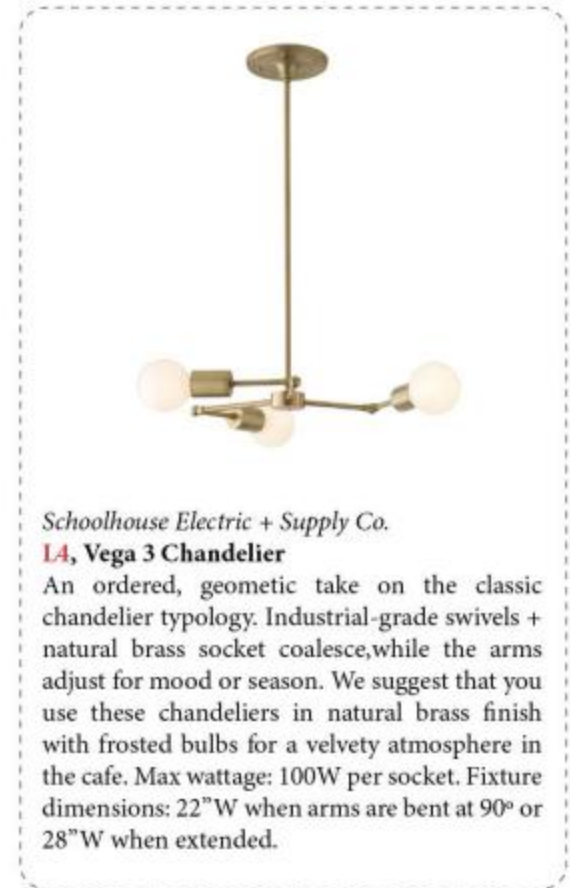 Schoolhouse Electric + Supply Co.
L4, Vega 3 Chandelier
An ordered, geometic take on the classic
chandelier typology. Industrial-grade swivels +
natural brass socket coalesce,while the arms
adjust for mood or season. We suggest that you
use these chandeliers in natural brass finish
with frosted bulbs for a velvety atmosphere in
the cafe. Max wattage: 100W per socket. Fixture
dimensions: 22”W when arms are bent at 90º or
28”W when extended.